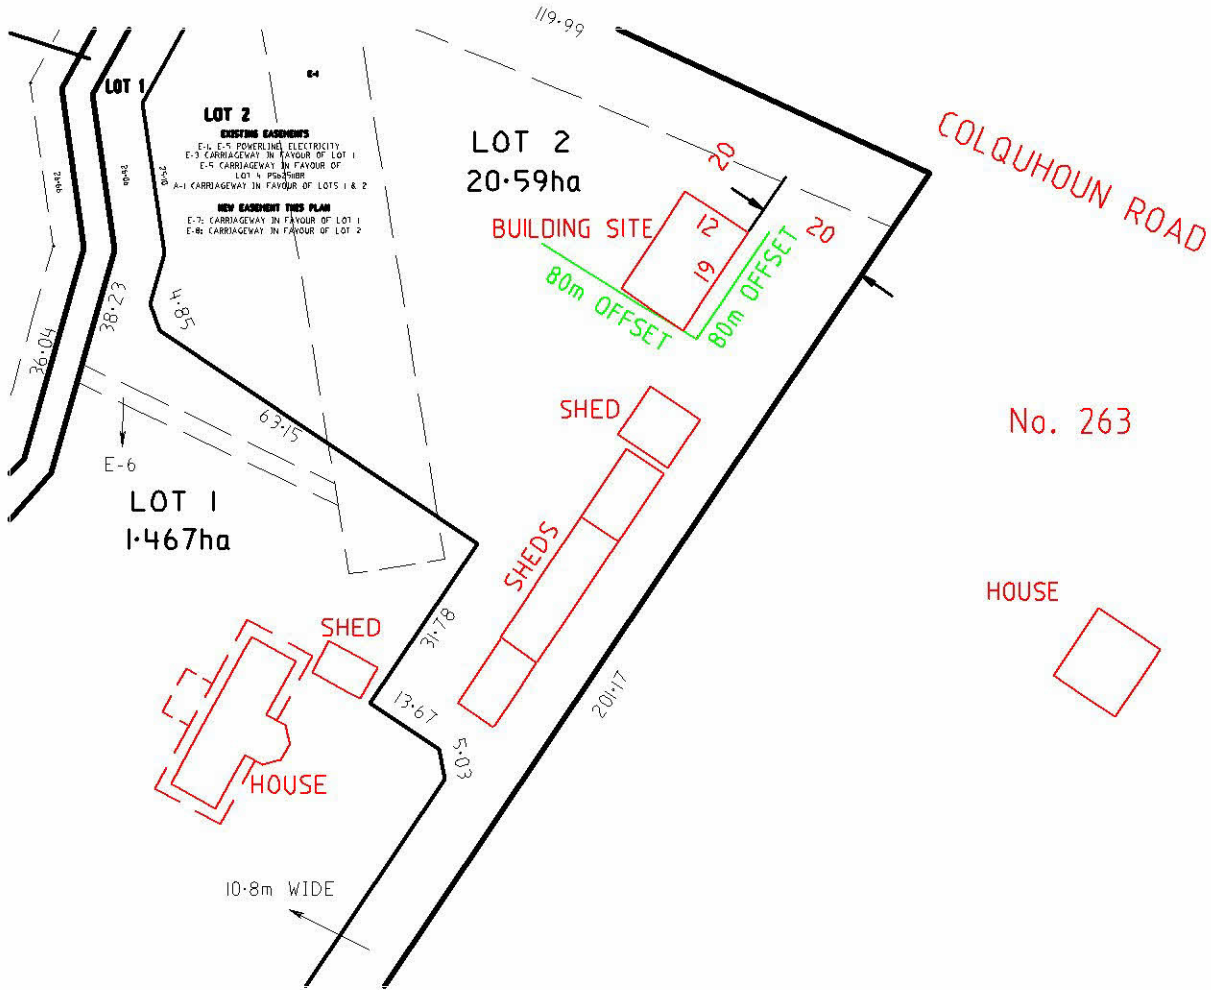 119·99
LOT 1
E-1
LOT 2
EXISTING EASEMENTS
E-1, E-5 POWERLINE ELECTRICITY
E-3 CARRIAGEWAY IN FAVOUR OF LOT 1
E-5 CARRIAGEWAY IN FAVOUR OF
LOT 4
A-1 CARRIAGEWAY IN FAVOUR OF LOTS 1 & 2
NEW EASEMENT THIS PLAN
E-7: CARRIAGEWAY IN FAVOUR OF LOT 1
E-8: CARRIAGEWAY IN FAVOUR OF LOT 2
LOT 2
20·59ha
COLQUHOUN ROAD
20
BUILDING SITE
12
20
19
80m OFFSET
80m OFFSET
36·04
38·23
4·85
63·15
SHED
No. 263
E-6
LOT 1
1·467ha
SHEDS
HOUSE
SHED
31·78
13·67
201·17
5·03
HOUSE
10·8m WIDE